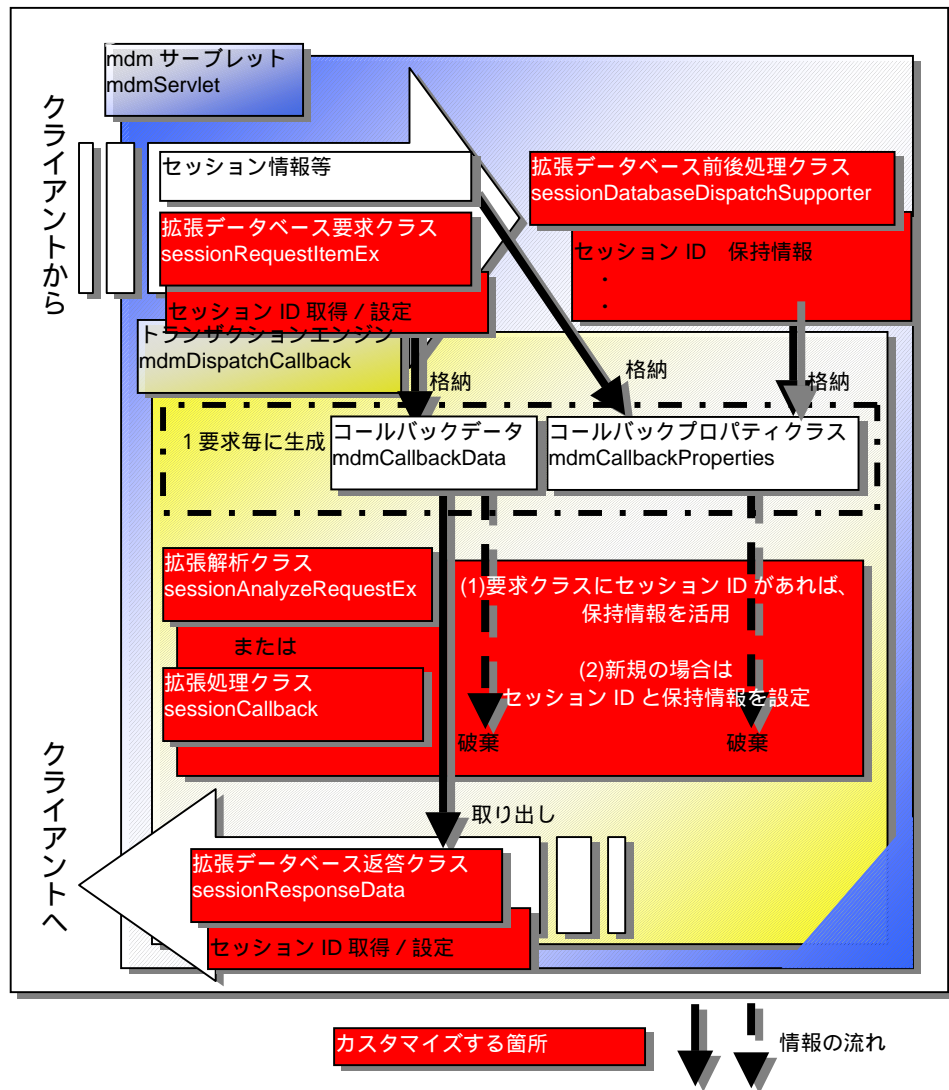 mdm サーブレット
mdmServlet
クライアントから
セッション情報等
拡張データベース要求クラス
sessionRequestItemEx
セッション ID 取得 / 設定
拡張データベース前後処理クラス
sessionDatabaseDispatchSupporter
セッション ID 保持情報
・
・
トランザクションエンジン
mdmDispatchCallback
格納
格納
格納
1 要求毎に生成
コールバックデータ
mdmCallbackData
コールバックプロパティクラス
mdmCallbackProperties
拡張解析クラス
sessionAnalyzeRequestEx
または
拡張処理クラス
sessionCallback
(1)要求クラスにセッション ID があれば、
保持情報を活用
(2)新規の場合は
セッション ID と保持情報を設定
破棄
破棄
クライアントへ
取り出し
拡張データベース返答クラス
sessionResponseData
セッション ID 取得 / 設定
カスタマイズする箇所
情報の流れ